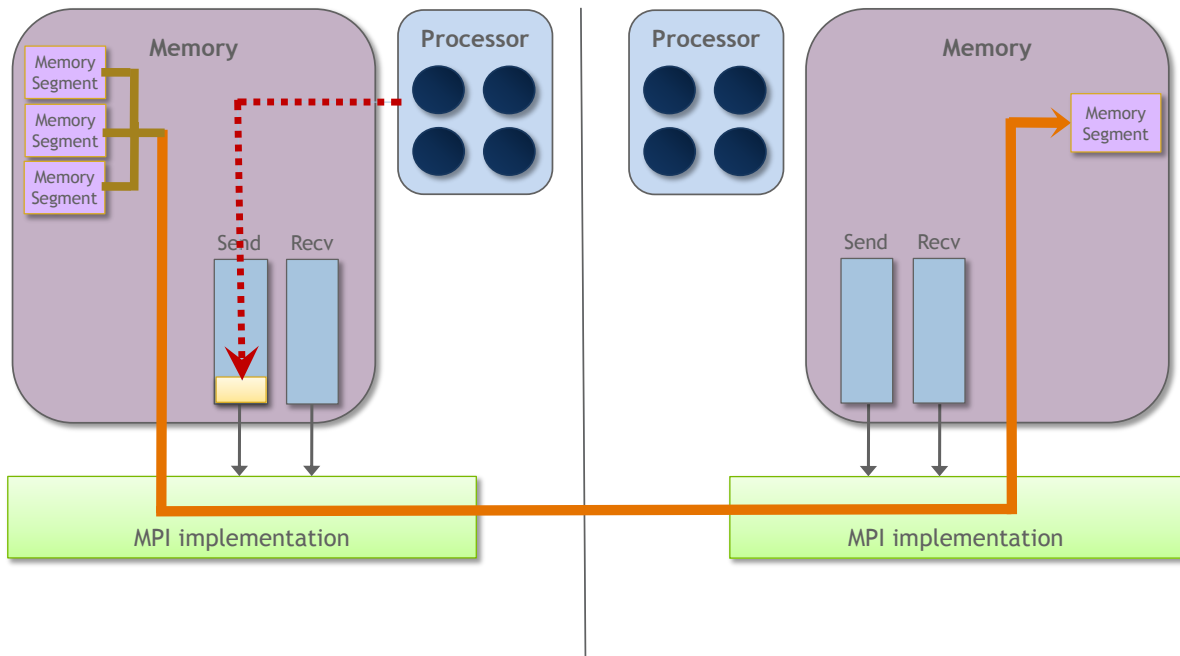 Memory
Processor
Memory
Segment
Memory
Segment
Memory
Segment
Send
Recv
MPI implementation
Processor
Memory
Memory
Segment
Send
Recv
MPI implementation